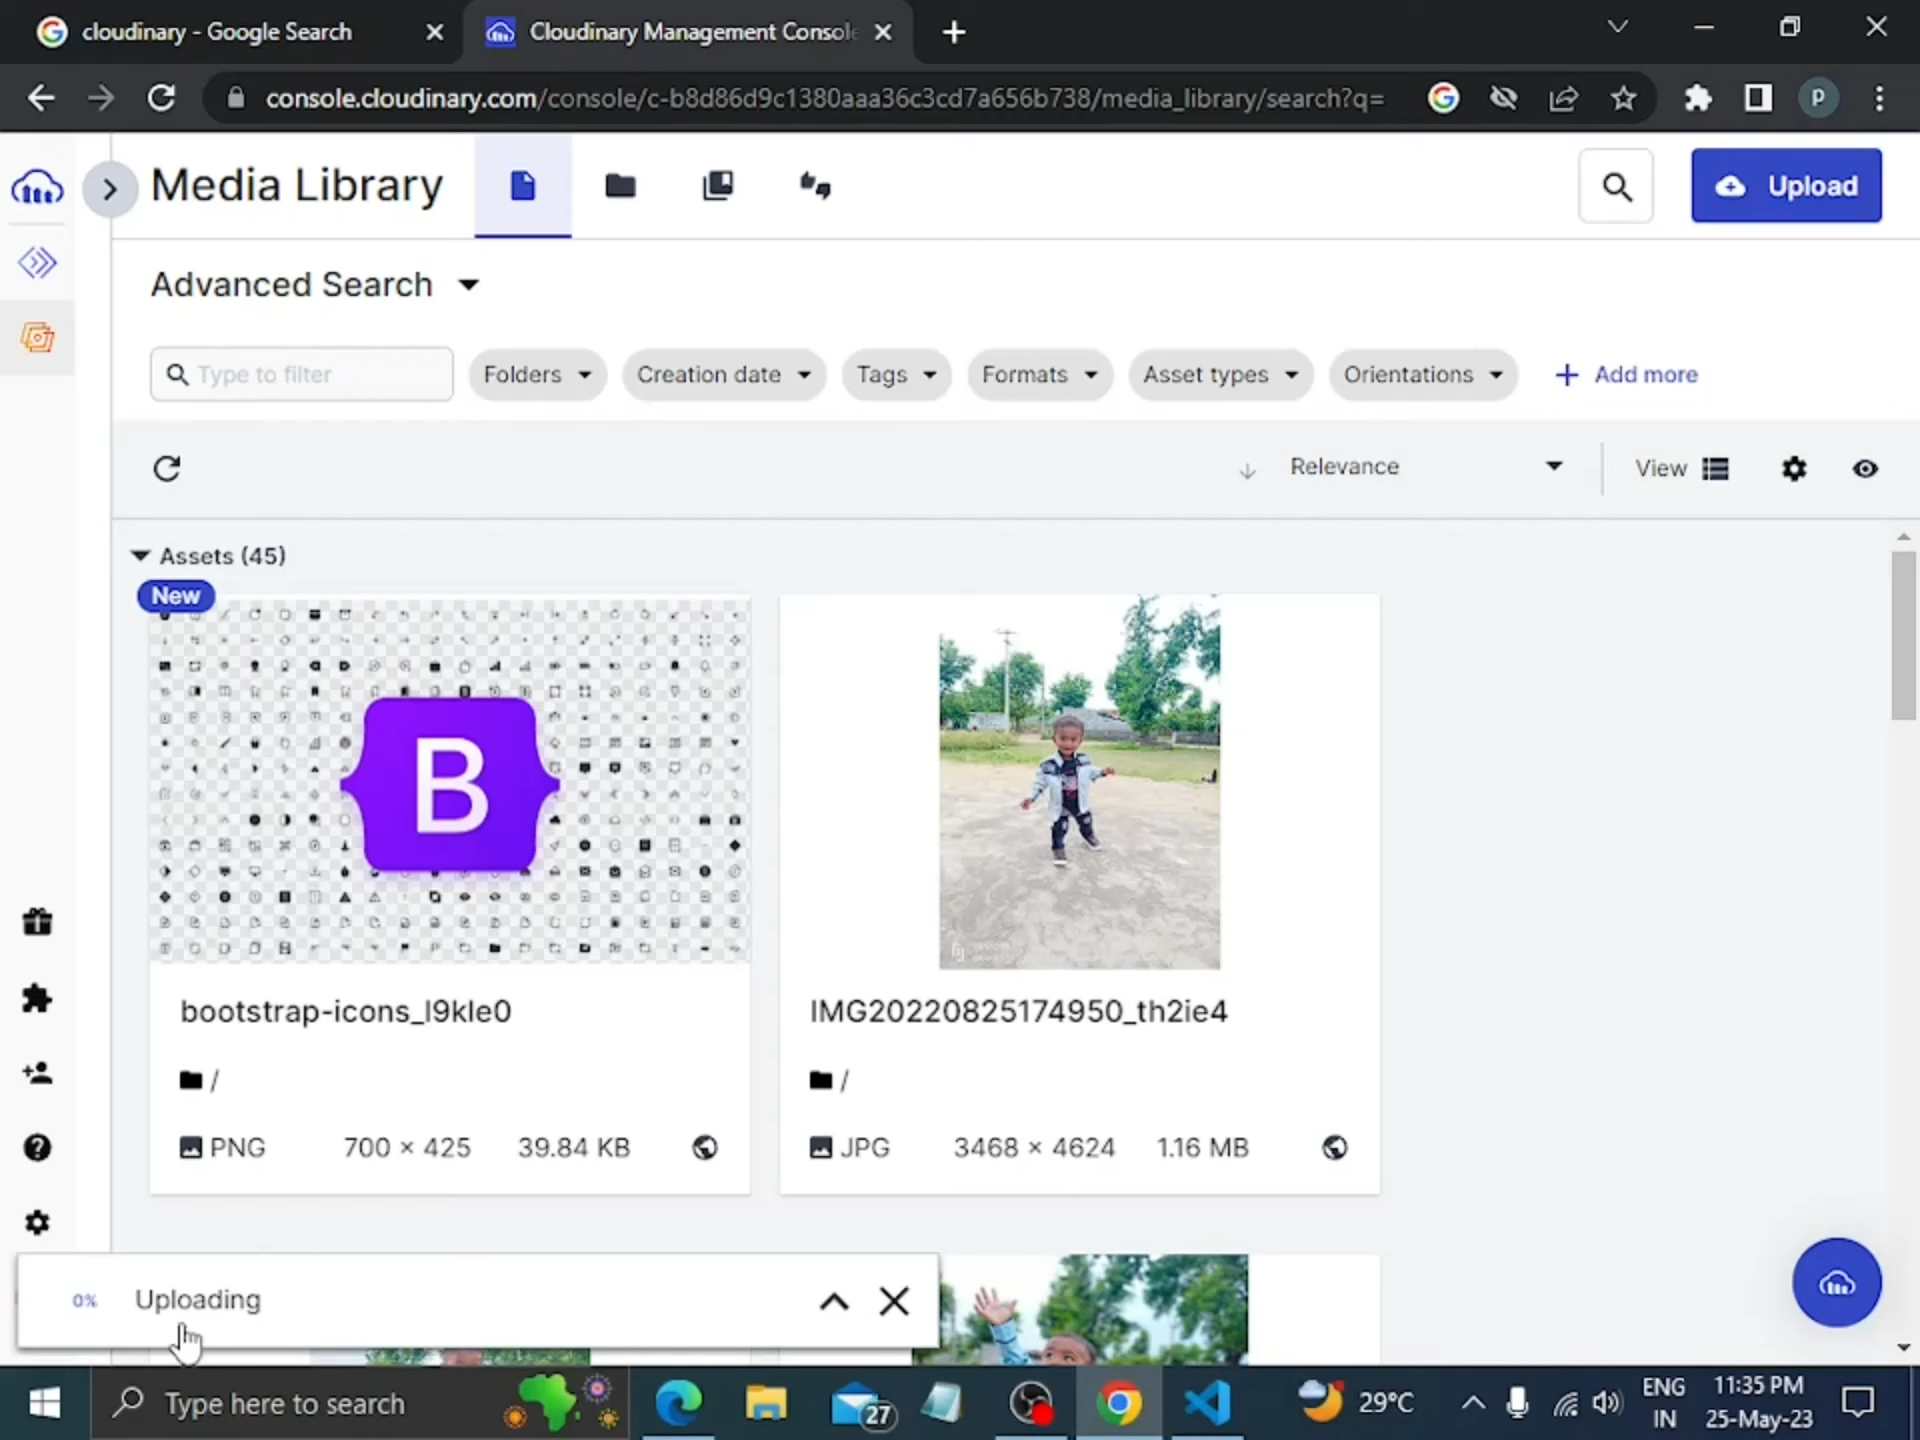 cloudinary - Google Search
Cloudinary Management Consol
console.cloudinary.com/console/c-b8d86d9c1380aaa36c3cd7a656b738/media_library/search?q=
P
Media Library
Upload
Advanced Search
Type to filter
Folders
Creation date
Tags
Formats
Asset types
Orientations
+ Add more
Relevance
View
Assets (45)
New
B
bootstrap-icons_l9kle0
IMG20220825174950_th2ie4
/
/
PNG 700 × 425 39.84 KB
JPG 3468 × 4624 1.16 MB
0% Uploading
Type here to search
27
29°C
ENG
IN
11:35 PM
25-May-23